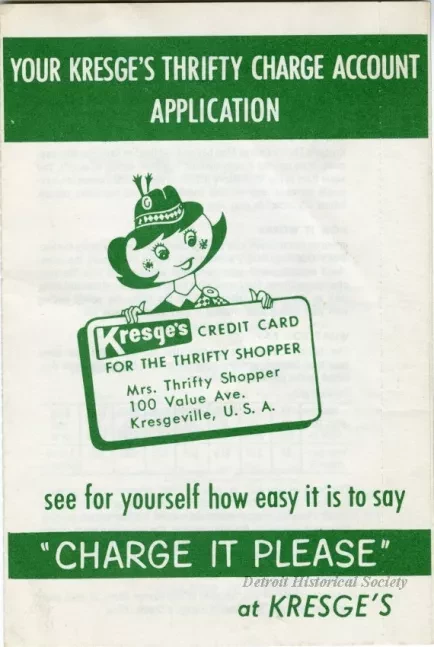 YOUR KRESGE'S THRIFTY CHARGE ACCOUNT
APPLICATION
Kresge's CREDIT CARD
FOR THE THRIFTY SHOPPER
Mrs. Thrifty Shopper
100 Value Ave.
Kresgeville, U. S. A.
see for yourself how easy it is to say
"CHARGE IT PLEASE"
Detroit Historical Society
at KRESGE'S